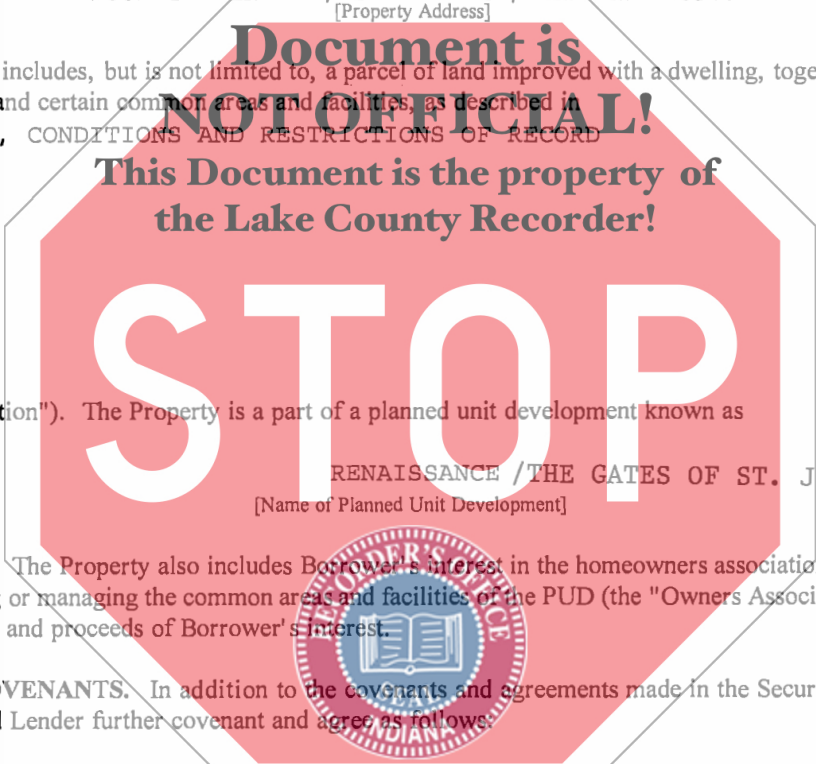 [Property Address]
Document is
includes, but is not limited to, a parcel of land improved with a dwelling, toge
and certain common areas and facilities, as described in
NOT OFFICIAL!
, CONDITIONS AND RESTRICTIONS OF RECORD
This Document is the property of
the Lake County Recorder!
STOP
tion"). The Property is a part of a planned unit development known as
RENAISSANCE /THE GATES OF ST. J
[Name of Planned Unit Development]
The Property also includes Borrower's interest in the homeowners associatio
or managing the common areas and facilities of the PUD (the "Owners Associ
and proceeds of Borrower's interest.
RECORDER'S OFFICE
SEAL
INDIANA
VENANTS. In addition to the covenants and agreements made in the Secur
Lender further covenant and agree as follows: